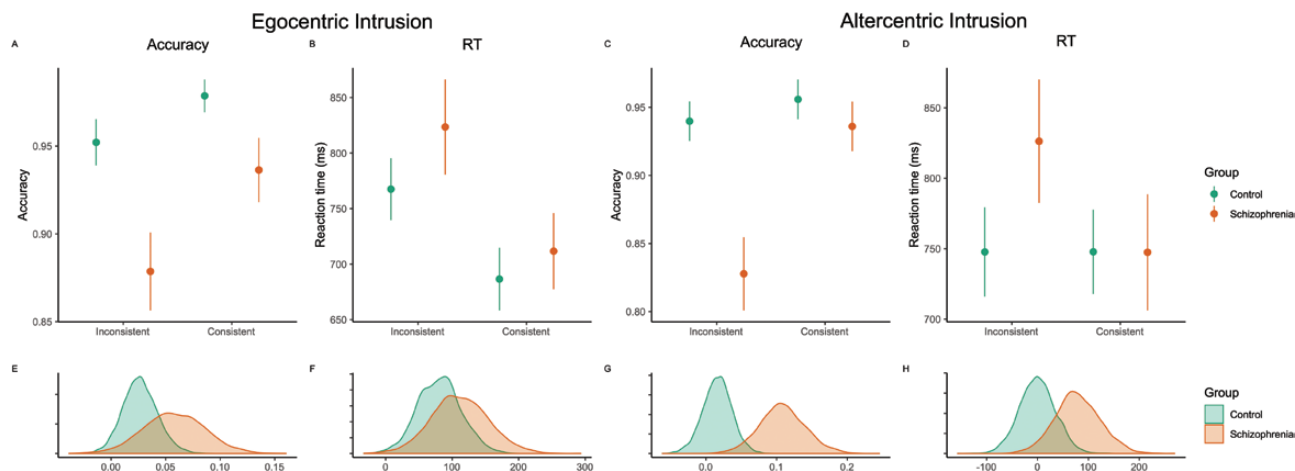 Egocentric Intrusion
Altercentric Intrusion
A
Accuracy
B
RT
C
Accuracy
D
RT
Accuracy
0.95
0.90
0.85
Inconsistent
Consistent
Reaction time (ms)
850
800
750
700
650
Inconsistent
Consistent
Accuracy
0.95
0.90
0.85
0.80
Inconsistent
Consistent
Reaction time (ms)
850
800
750
700
Inconsistent
Consistent
Group
Control
Schizophrenia
E
0.00
0.05
0.10
0.15
F
0
100
200
300
G
0.0
0.1
0.2
H
-100
0
100
200
Group
Control
Schizophrenia